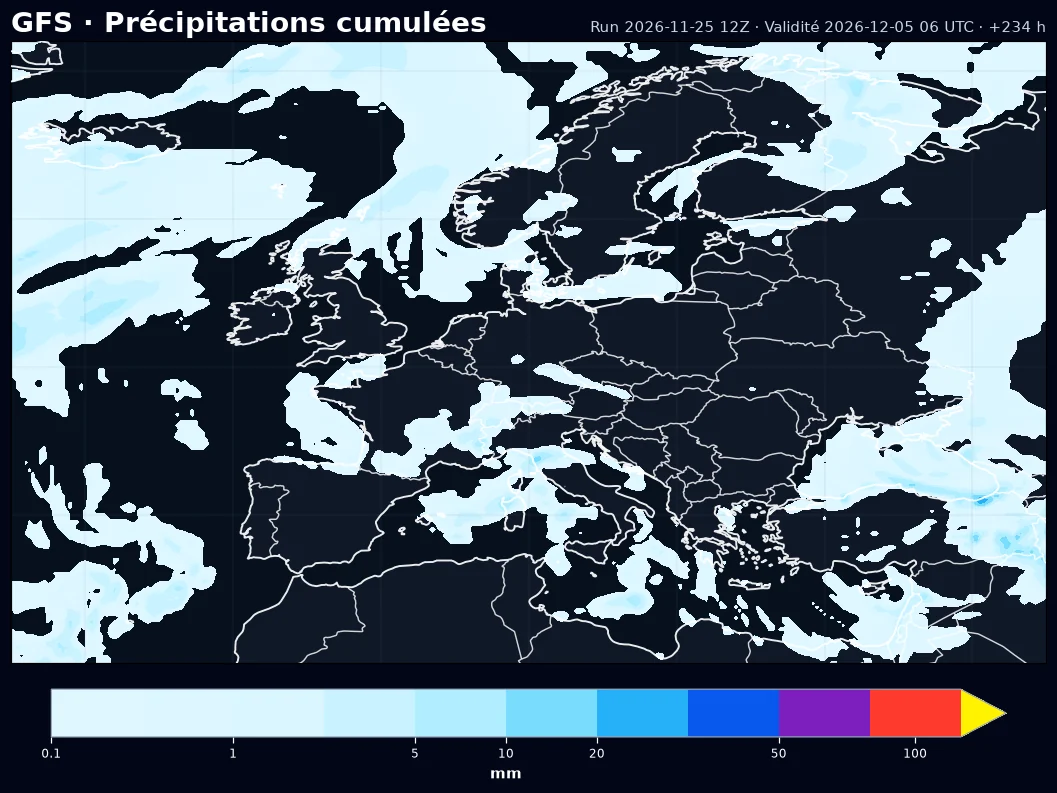 GFS · Précipitations cumulées
Run 2026-11-25 12Z · Validité 2026-12-05 06 UTC · +234 h
0.1 1 5 10 20 50 100
mm